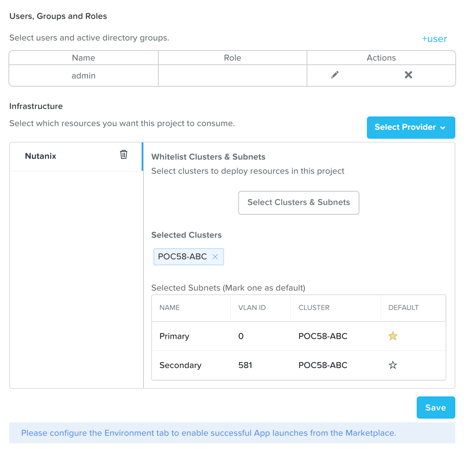 Users, Groups and Roles
Select users and active directory groups.
+user
Name Role Actions
admin
Infrastructure
Select which resources you want this project to consume.
Select Provider
Nutanix
Whitelist Clusters & Subnets
Select clusters to deploy resources in this project
Select Clusters & Subnets
Selected Clusters
POC58-ABC
Selected Subnets (Mark one as default)
NAME VLAN ID CLUSTER DEFAULT
Primary 0 POC58-ABC
Secondary 581 POC58-ABC
Save
Please configure the Environment tab to enable successful App launches from the Marketplace.